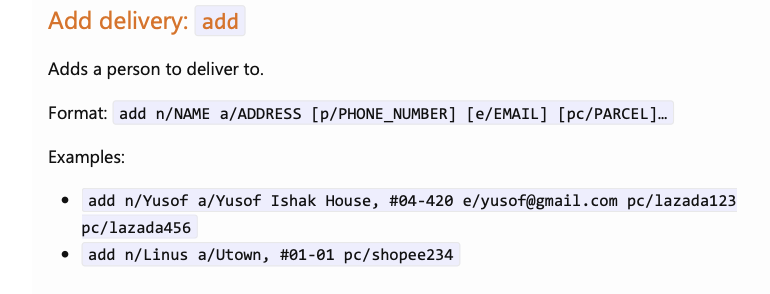 Add delivery: add
Adds a person to deliver to.
Format: add n/NAME a/ADDRESS [p/PHONE_NUMBER] [e/EMAIL] [pc/PARCEL]…
Examples:
• add n/Yusof a/Yusof Ishak House, #04-420 e/yusof@gmail.com pc/lazada123
pc/lazada456
• add n/Linus a/Utown, #01-01 pc/shopee234